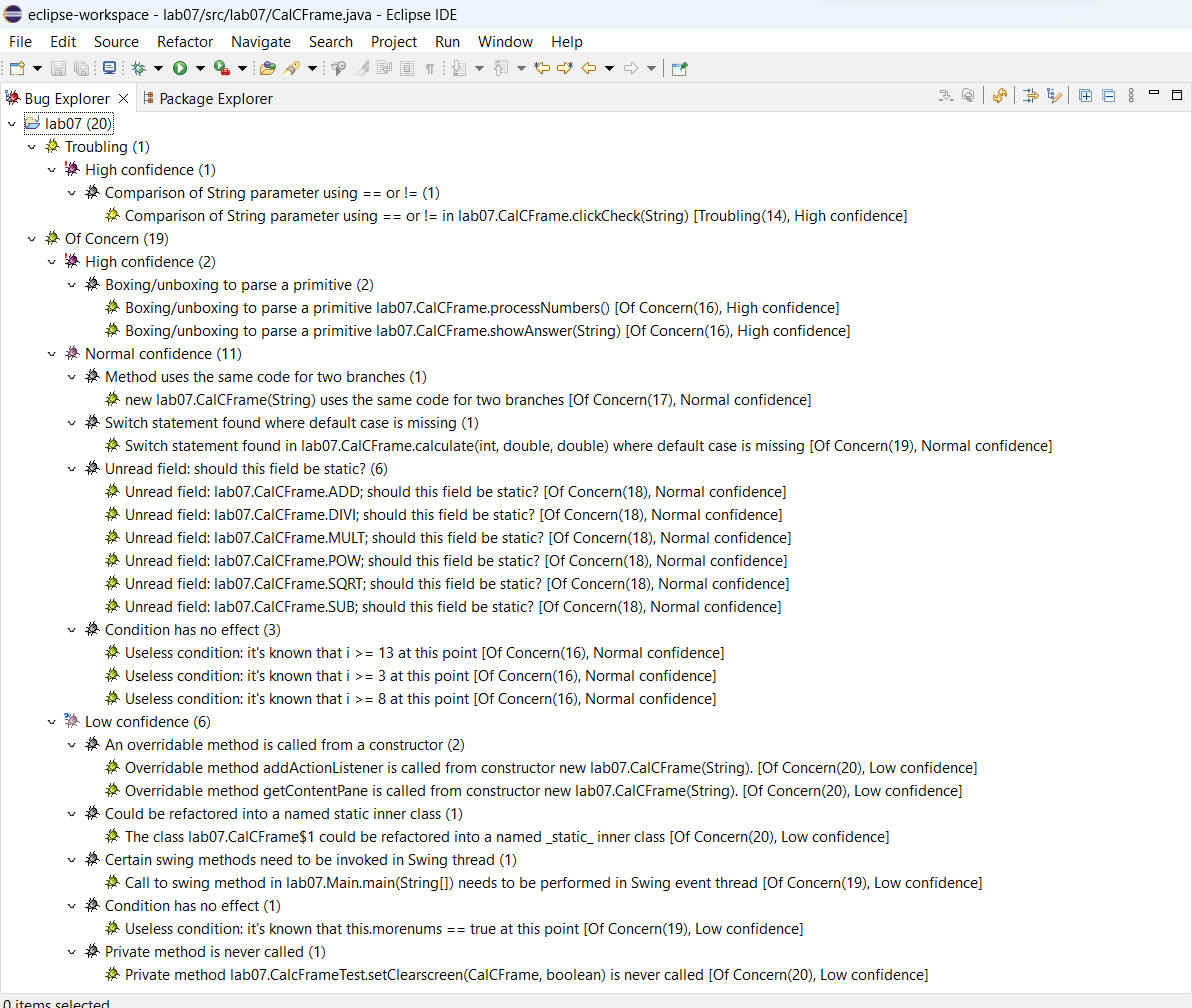 eclipse-workspace - lab07/src/lab07/CalCFrame.java - Eclipse IDE
File Edit Source Refactor Navigate Search Project Run Window Help
Bug Explorer Package Explorer
lab07 (20)
Troubling (1)
High confidence (1)
Comparison of String parameter using == or != (1)
Comparison of String parameter using == or != in lab07.CalCFrame.clickCheck(String) [Troubling(14), High confidence]
Of Concern (19)
High confidence (2)
Boxing/unboxing to parse a primitive (2)
Boxing/unboxing to parse a primitive lab07.CalCFrame.processNumbers() [Of Concern(16), High confidence]
Boxing/unboxing to parse a primitive lab07.CalCFrame.showAnswer(String) [Of Concern(16), High confidence]
Normal confidence (11)
Method uses the same code for two branches (1)
new lab07.CalCFrame(String) uses the same code for two branches [Of Concern(17), Normal confidence]
Switch statement found where default case is missing (1)
Switch statement found in lab07.CalCFrame.calculate(int, double, double) where default case is missing [Of Concern(19), Normal confidence]
Unread field: should this field be static? (6)
Unread field: lab07.CalCFrame.ADD; should this field be static? [Of Concern(18), Normal confidence]
Unread field: lab07.CalCFrame.DIVI; should this field be static? [Of Concern(18), Normal confidence]
Unread field: lab07.CalCFrame.MULT; should this field be static? [Of Concern(18), Normal confidence]
Unread field: lab07.CalCFrame.POW; should this field be static? [Of Concern(18), Normal confidence]
Unread field: lab07.CalCFrame.SQRT; should this field be static? [Of Concern(18), Normal confidence]
Unread field: lab07.CalCFrame.SUB; should this field be static? [Of Concern(18), Normal confidence]
Condition has no effect (3)
Useless condition: it's known that i >= 13 at this point [Of Concern(16), Normal confidence]
Useless condition: it's known that i >= 3 at this point [Of Concern(16), Normal confidence]
Useless condition: it's known that i >= 8 at this point [Of Concern(16), Normal confidence]
Low confidence (6)
An overridable method is called from a constructor (2)
Overridable method addActionListener is called from constructor new lab07.CalCFrame(String). [Of Concern(20), Low confidence]
Overridable method getContentPane is called from constructor new lab07.CalCFrame(String). [Of Concern(20), Low confidence]
Could be refactored into a named static inner class (1)
The class lab07.CalCFrame$1 could be refactored into a named _static_ inner class [Of Concern(20), Low confidence]
Certain swing methods need to be invoked in Swing thread (1)
Call to swing method in lab07.Main.main(String[]) needs to be performed in Swing event thread [Of Concern(19), Low confidence]
Condition has no effect (1)
Useless condition: it's known that this.morenums == true at this point [Of Concern(19), Low confidence]
Private method is never called (1)
Private method lab07.CalcFrameTest.setClearscreen(CalCFrame, boolean) is never called [Of Concern(20), Low confidence]
0 items selected